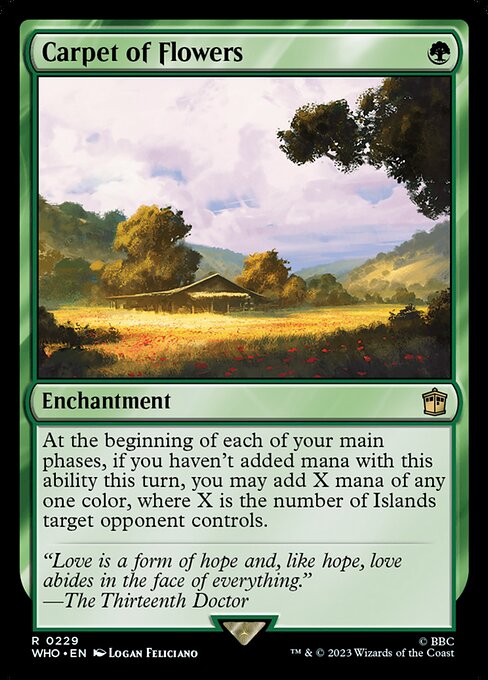 Carpet of Flowers
Enchantment
At the beginning of each of your main
phases, if you haven’t added mana with this
ability this turn, you may add X mana of any
one color, where X is the number of Islands
target opponent controls.
“Love is a form of hope and, like hope, love
abides in the face of everything.”
—The Thirteenth Doctor
R 0229
WHO • EN Logan Feliciano
© BBC
™ & © 2023 Wizards of the Coast